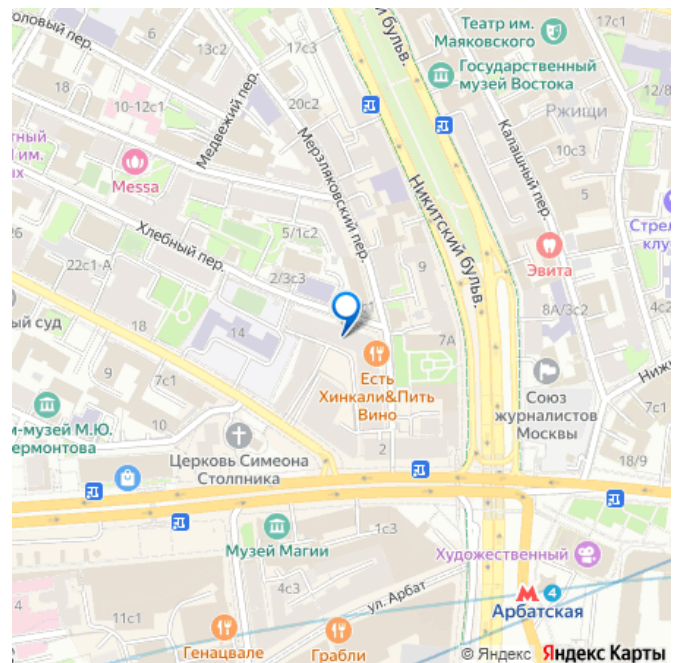 оловый пер.
6
13с2
17с3
Театр им.
Маяковского
17с1
Государственный
музей Востока
12/8
18
10-12с1
Медвежий пер.
20с2
Никитский бульв.
Ржищи
Калашный пер.
10с3
тный
им.
ых
Messa
Мерзляковский пер.
5
Хлебный пер.
5/1с2
9
Эвита
Стрел
клу
22с1-А
2/3с3
8А/3с2
4с2
ый суд
18
14
7А
9
7с1
Есть
Хинкали&Пить
Вино
Союз
журналистов
Москвы
Нижн
7с1
м-музей М.Ю.
ермонтова
10
Церковь Симеона
Столпника
2
18/9
Музей Магии
1с3
Художественный
4с3
ул. Арбат
4
Арбатская
11с1
Генацвале
Грабли
© Яндекс Яндекс Карты